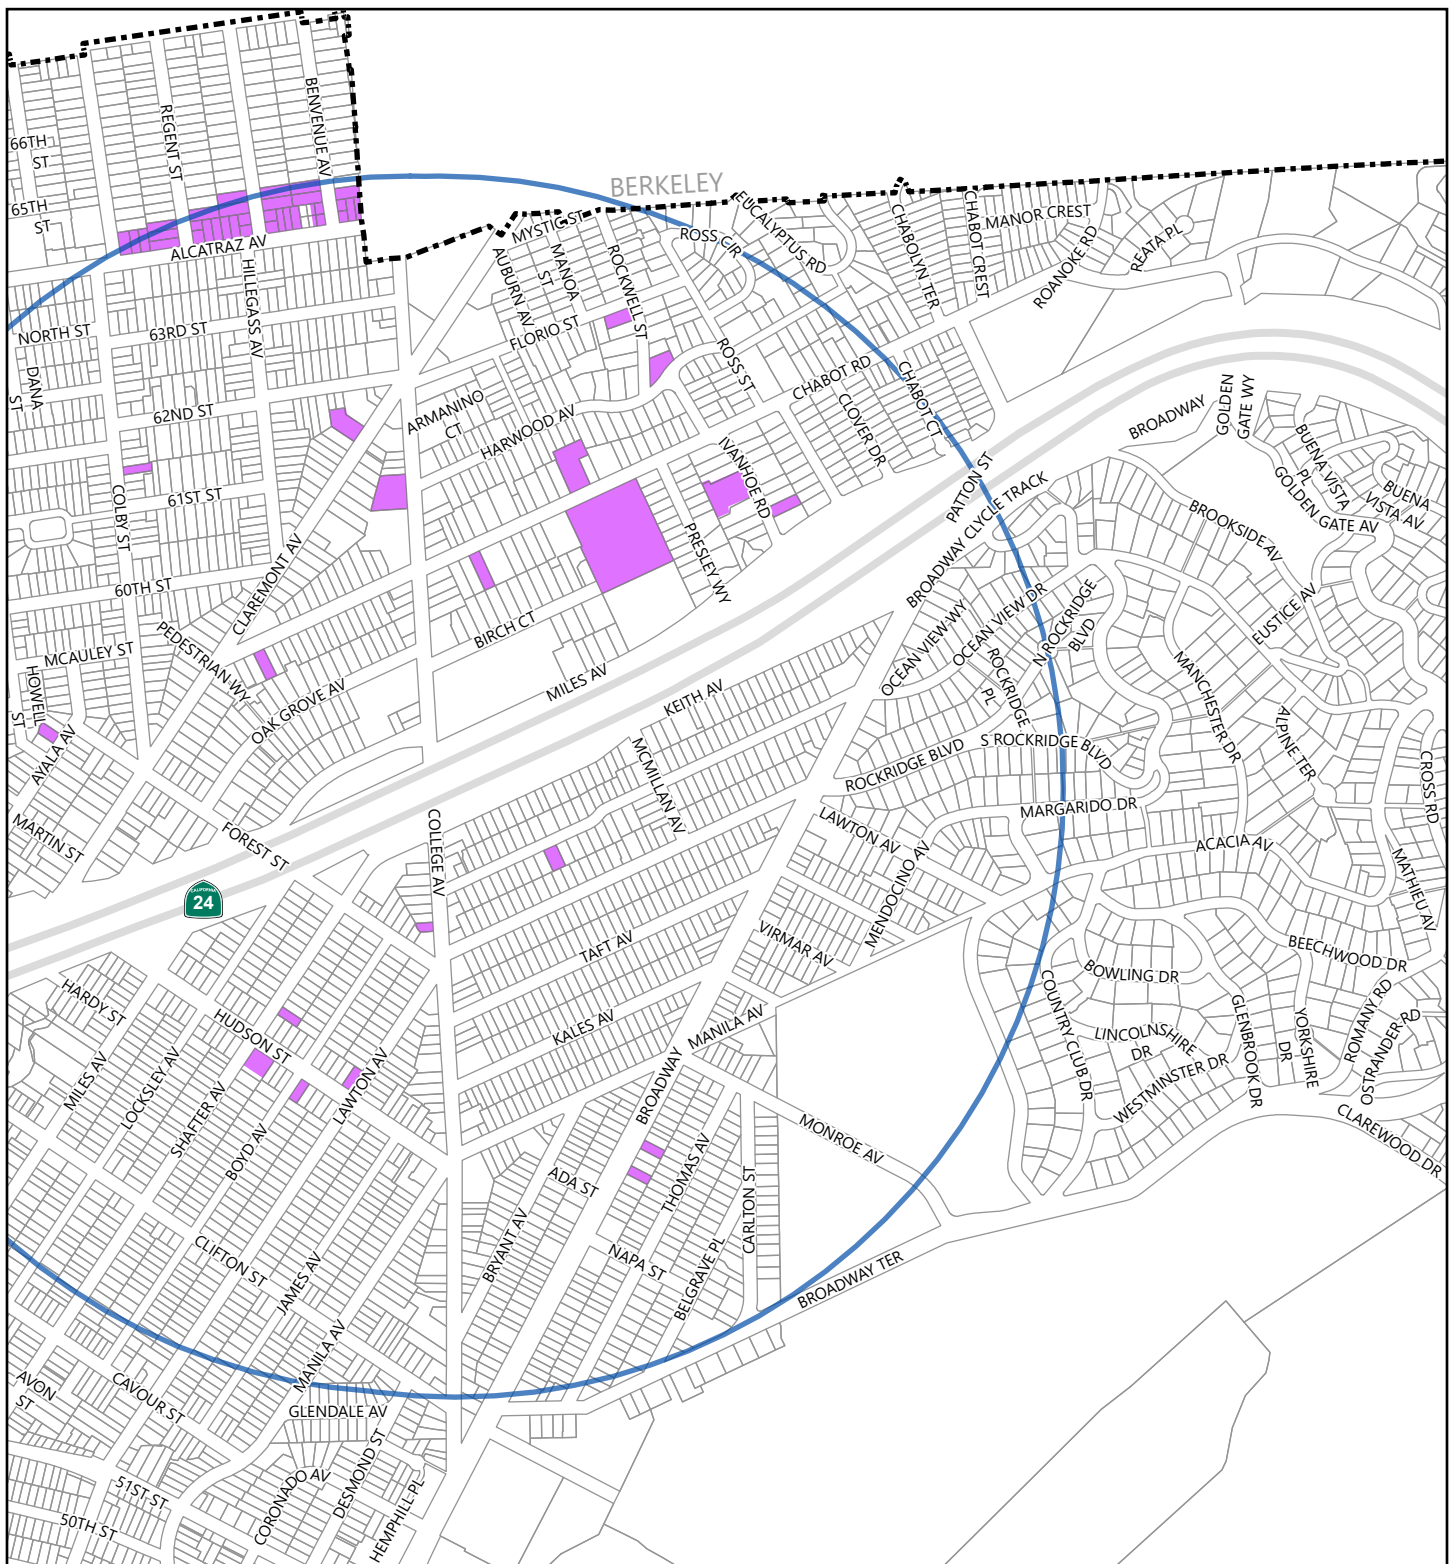 BERKELEY
66TH
ST
65TH
ST
REGENT ST
BENVENUE AV
ALCATRAZ AV
HILLEGASS AV
NORTH ST
63RD ST
DANA
ST
62ND ST
61ST ST
COLBY ST
60TH ST
CLAREMONT AV
MCAULEY ST
PEDESTRIAN WY
HOWELL
ST
AYALA AV
OAK GROVE AV
MARTIN ST
FOREST ST
MYSTIC ST
AUBURN AV
MANOA
ST
ROCKWELL ST
FLORIO ST
ARMANINO
CT
HARWOOD AV
ROSS CIR
EUCALYPTUS RD
ROSS ST
CHABOT RD
CHABOLYN TER
CHABOT CREST
MANOR CREST
ROANOKE RD
REATA PL
CHABOT CT
CLOVER DR
IVANHOE RD
PRESLEY WY
BIRCH CT
MILES AV
KEITH AV
PATTON ST
BROADWAY CLYCLE TRACK
BROADWAY
GOLDEN
GATE WY
BUENA VISTA
PL
BUENA
VISTA AV
GOLDEN GATE AV
BROOKSIDE AV
EUSTICE AV
OCEAN VIEW WY
OCEAN VIEW DR
N ROCKRIDGE
BLVD
ROCKRIDGE
PL
MANCHESTER DR
ALPINE TER
CROSS RD
ROCKRIDGE BLVD
S ROCKRIDGE BLVD
MARGARIDO DR
ACACIA AV
MATHIEU AV
MCMILLAN AV
COLLEGE AV
LAWTON AV
MENDOCINO AV
VIRMAR AV
TAFT AV
KALES AV
MANILA AV
BROADWAY
CALIFORNIA
24
HARDY ST
HUDSON ST
MILES AV
LOCKSLEY AV
SHAFTER AV
BOYD AV
LAWTON AV
BEECHWOOD DR
BOWLING DR
COUNTRY CLUB DR
LINCOLNSHIRE
DR
WESTMINSTER DR
GLENBROOK DR
YORKSHIRE
DR
ROMANY RD
OSTRANDER RD
CLAREWOOD DR
MONROE AV
CARLTON ST
THOMAS AV
ADA ST
BRYANT AV
NAPA ST
BELGRAVE PL
BROADWAY TER
CLIFTON ST
JAMES AV
MANILA AV
CAVOUR ST
AVON
ST
GLENDALE AV
DESMOND ST
CORONADO AV
HEMPHILL PL
51ST ST
50TH ST